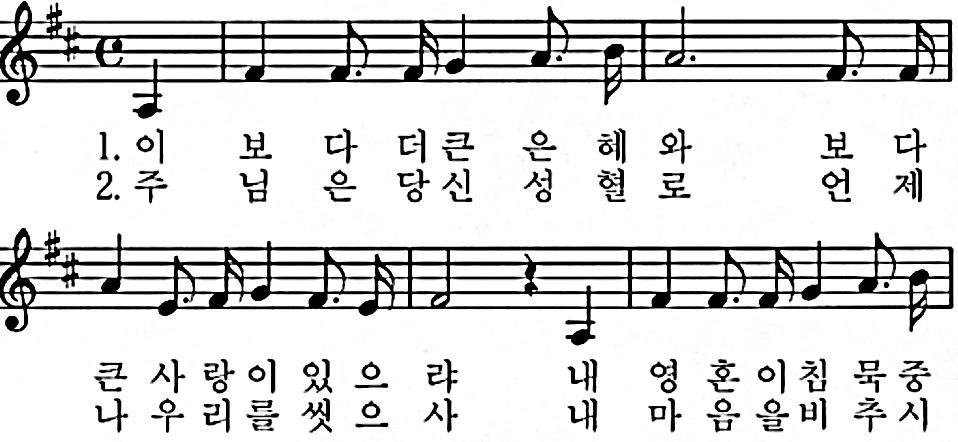 1. 이 보 다 더 큰 은 혜 와 보 다
2. 주 님 은 당 신 성 혈 로 언 제
큰 사 랑 이 있 으 랴 내 영 혼 이 침 묵 중
나 우 리 를 씻 으 사 내 마 음 을 비 추 시